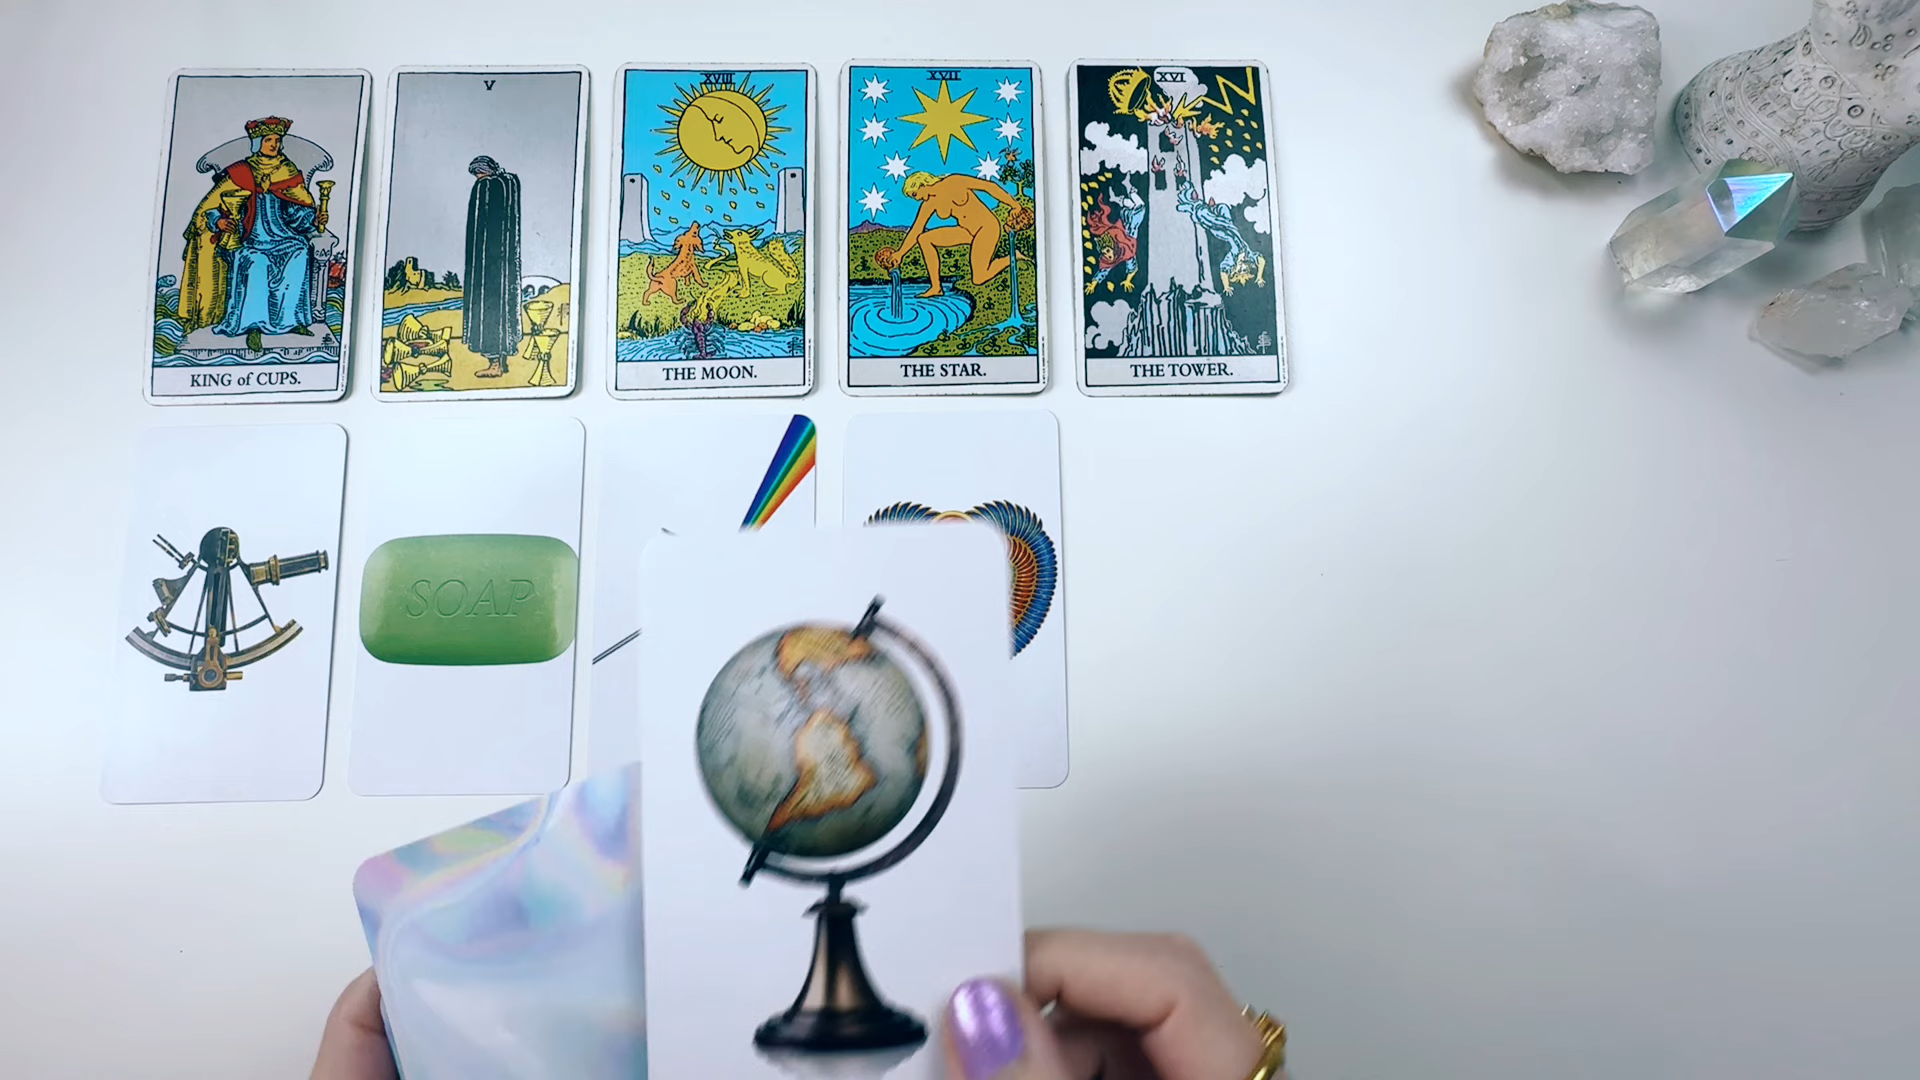 V
XVIII
XVII
XVI
KING of CUPS.
THE MOON.
THE STAR.
THE TOWER.
SOAP